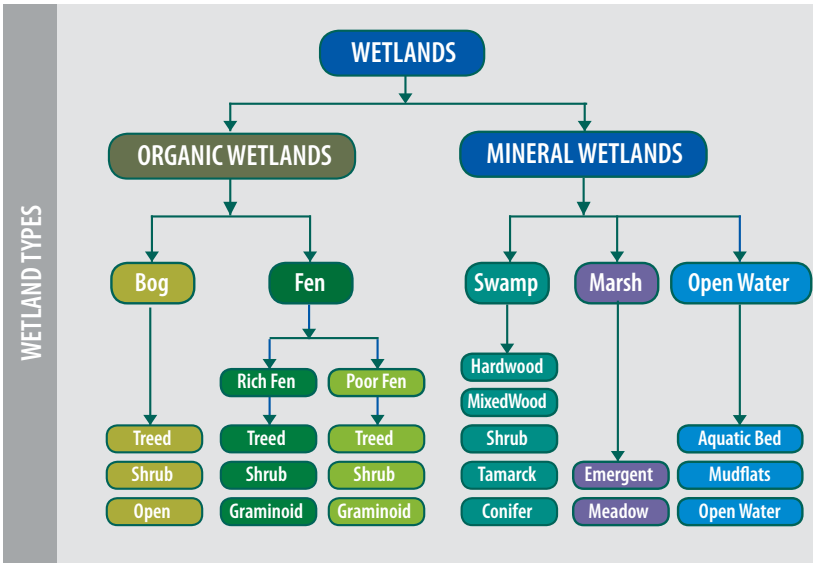 WETLAND TYPES
WETLANDS
ORGANIC WETLANDS
MINERAL WETLANDS
Bog
Fen
Swamp
Marsh
Open Water
Rich Fen
Poor Fen
Treed
Shrub
Open
Treed
Shrub
Graminoid
Treed
Shrub
Graminoid
Hardwood
MixedWood
Shrub
Tamarck
Conifer
Emergent
Meadow
Aquatic Bed
Mudflats
Open Water